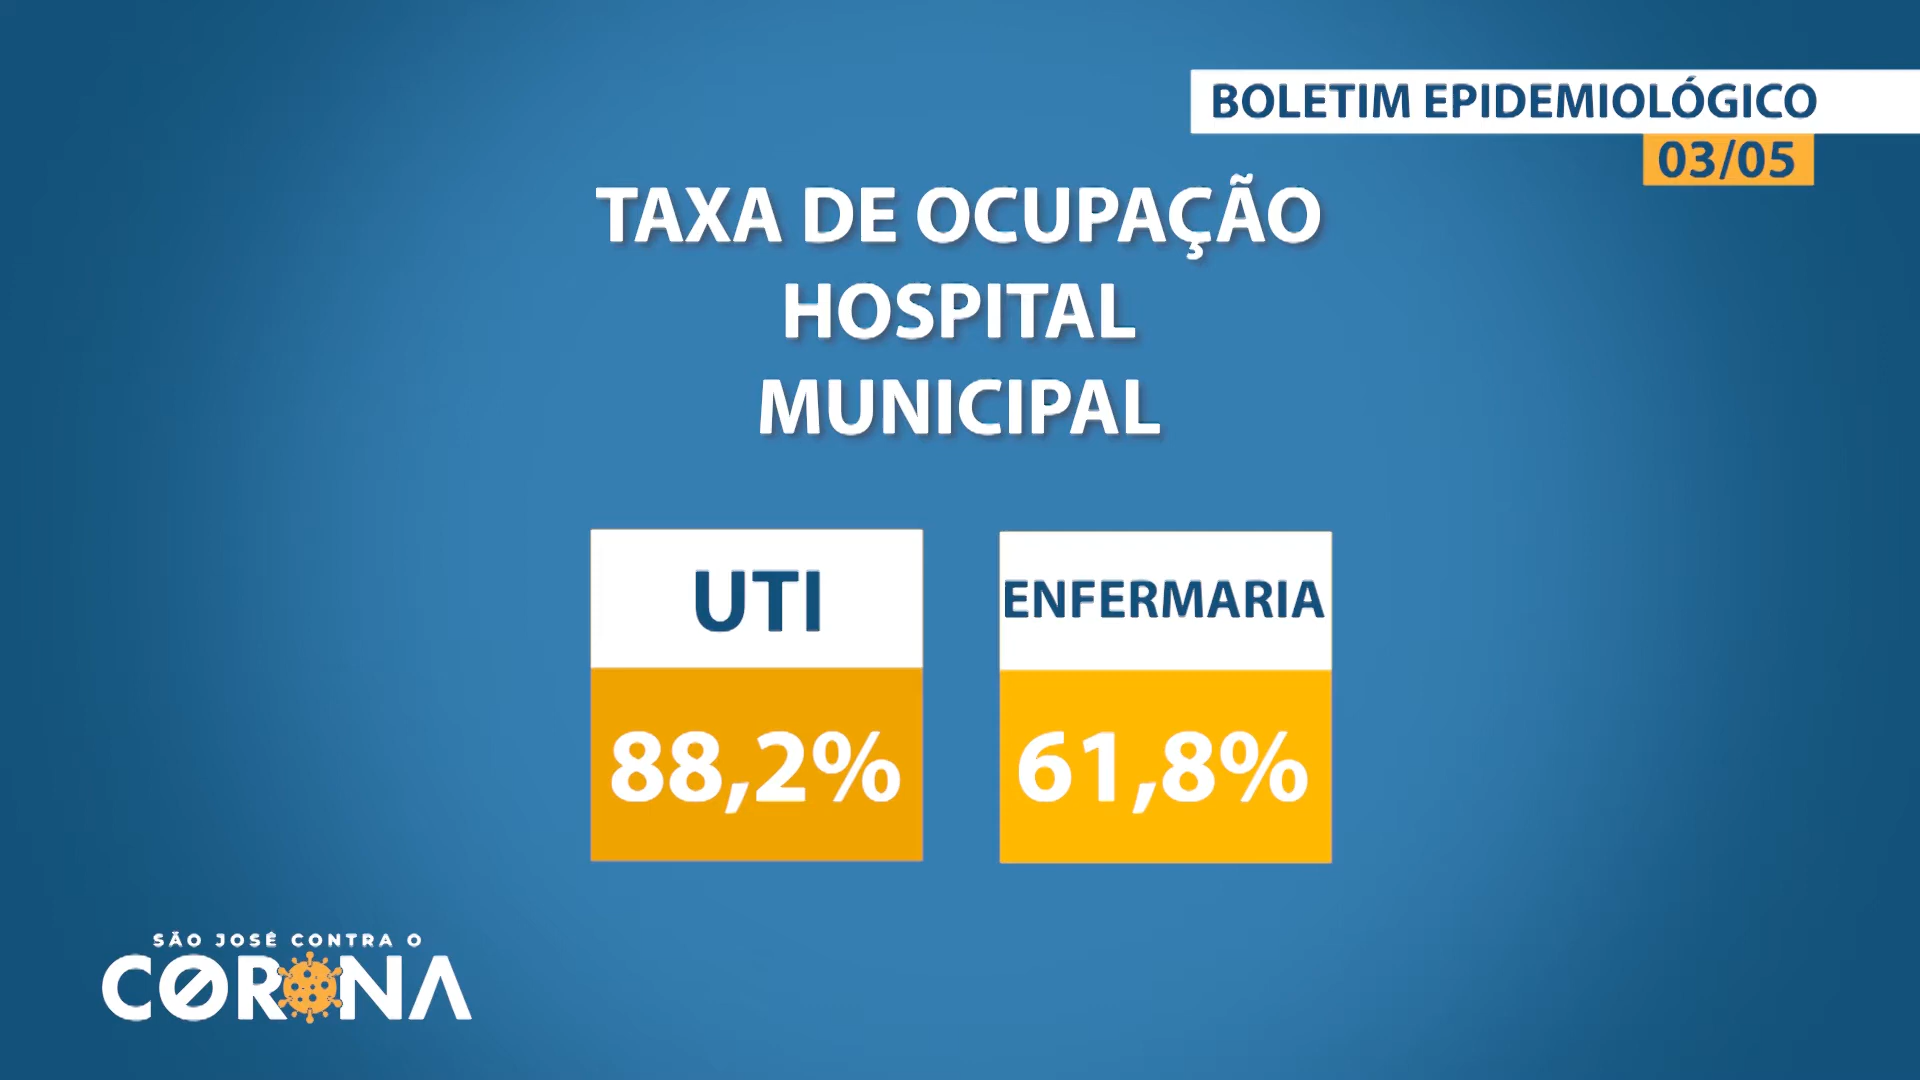 BOLETIM EPIDEMIOLÓGICO
03/05
TAXA DE OCUPAÇÃO
HOSPITAL
MUNICIPAL
UTI
88,2%
ENFERMARIA
61,8%
SÃO JOSÉ CONTRA O
CORONA